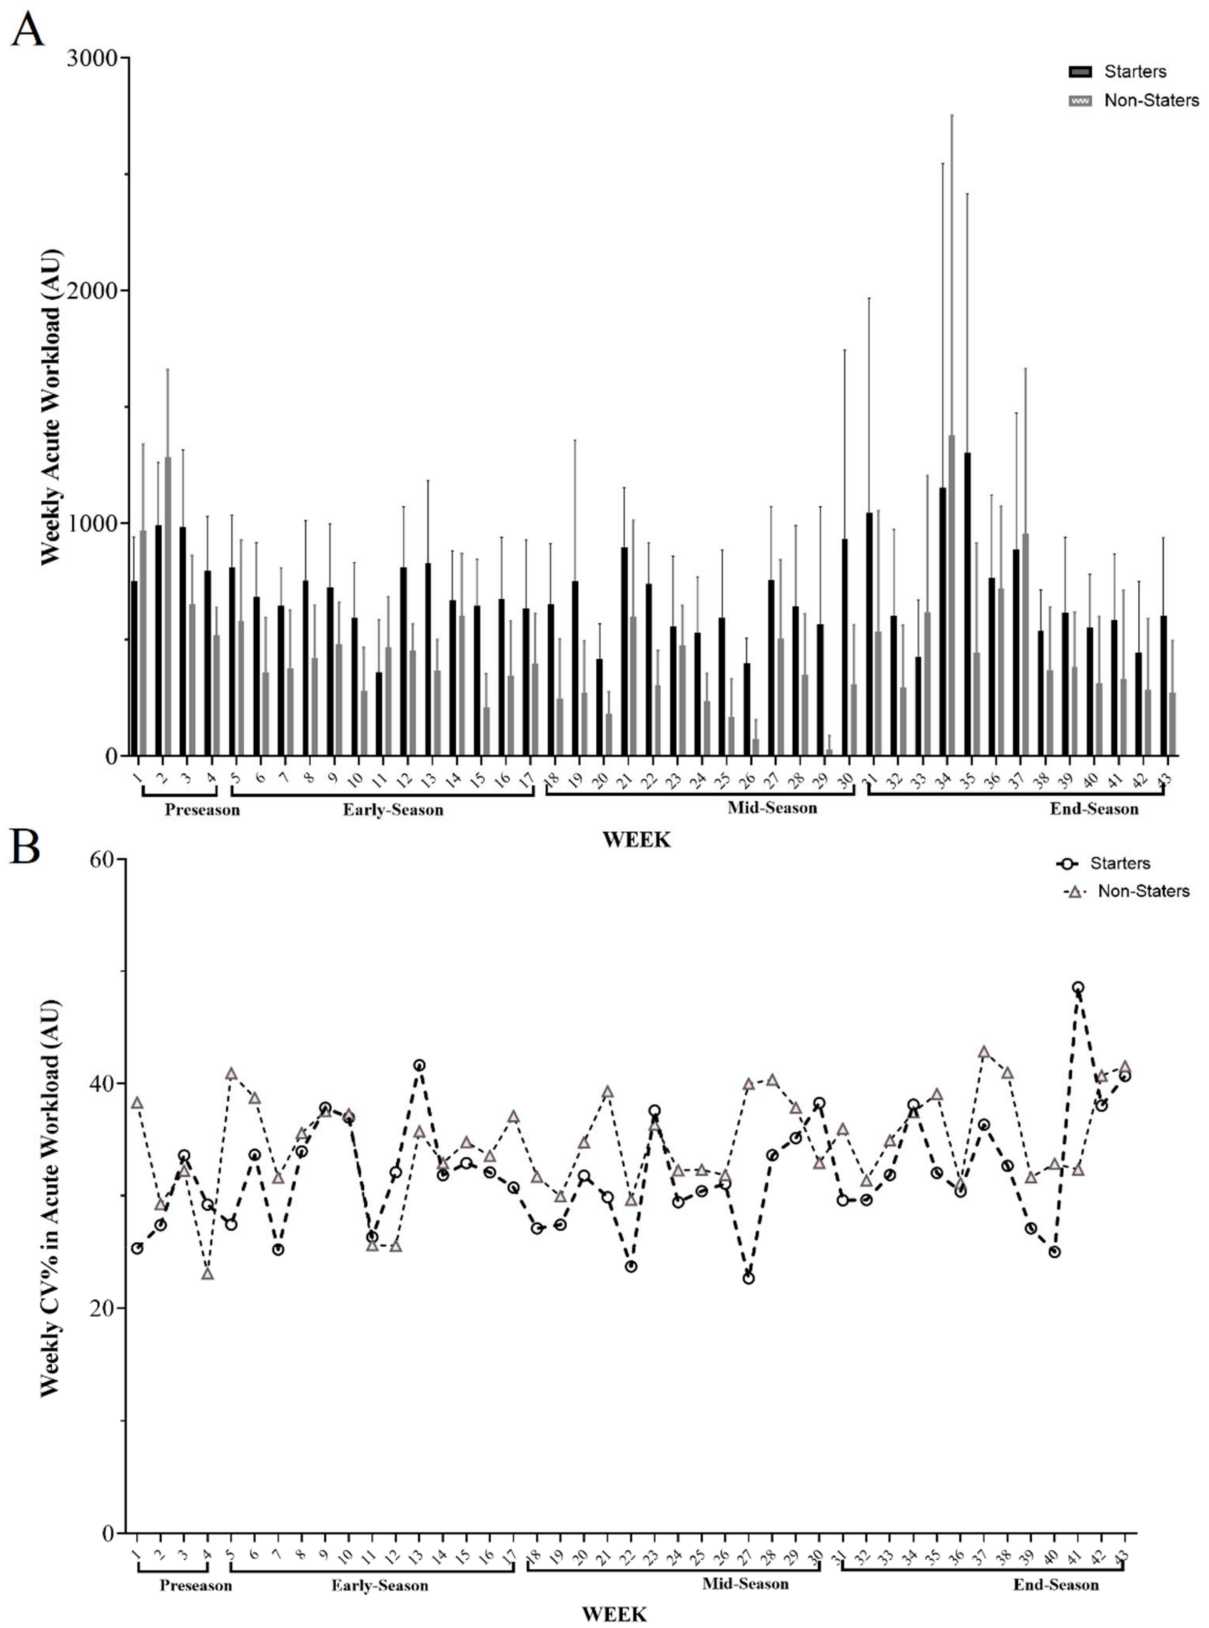 A
3000
Starters
Non-Staters
2000
Weekly Acute Workload (AU)
1000
0
1 2 3 4 5 6 7 8 9 10 11 12 13 14 15 16 17 18 19 20 21 22 23 24 25 26 27 28 29 30 31 32 33 34 35 36 37 38 39 40 41 42 43
Preseason Early-Season Mid-Season End-Season
WEEK
B
60
Starters
Non-Staters
40
Weekly CV% in Acute Workload (AU)
20
0
1 2 3 4 5 6 7 8 9 10 11 12 13 14 15 16 17 18 19 20 21 22 23 24 25 26 27 28 29 30 31 32 33 34 35 36 37 38 39 40 41 42 43
Preseason Early-Season Mid-Season End-Season
WEEK